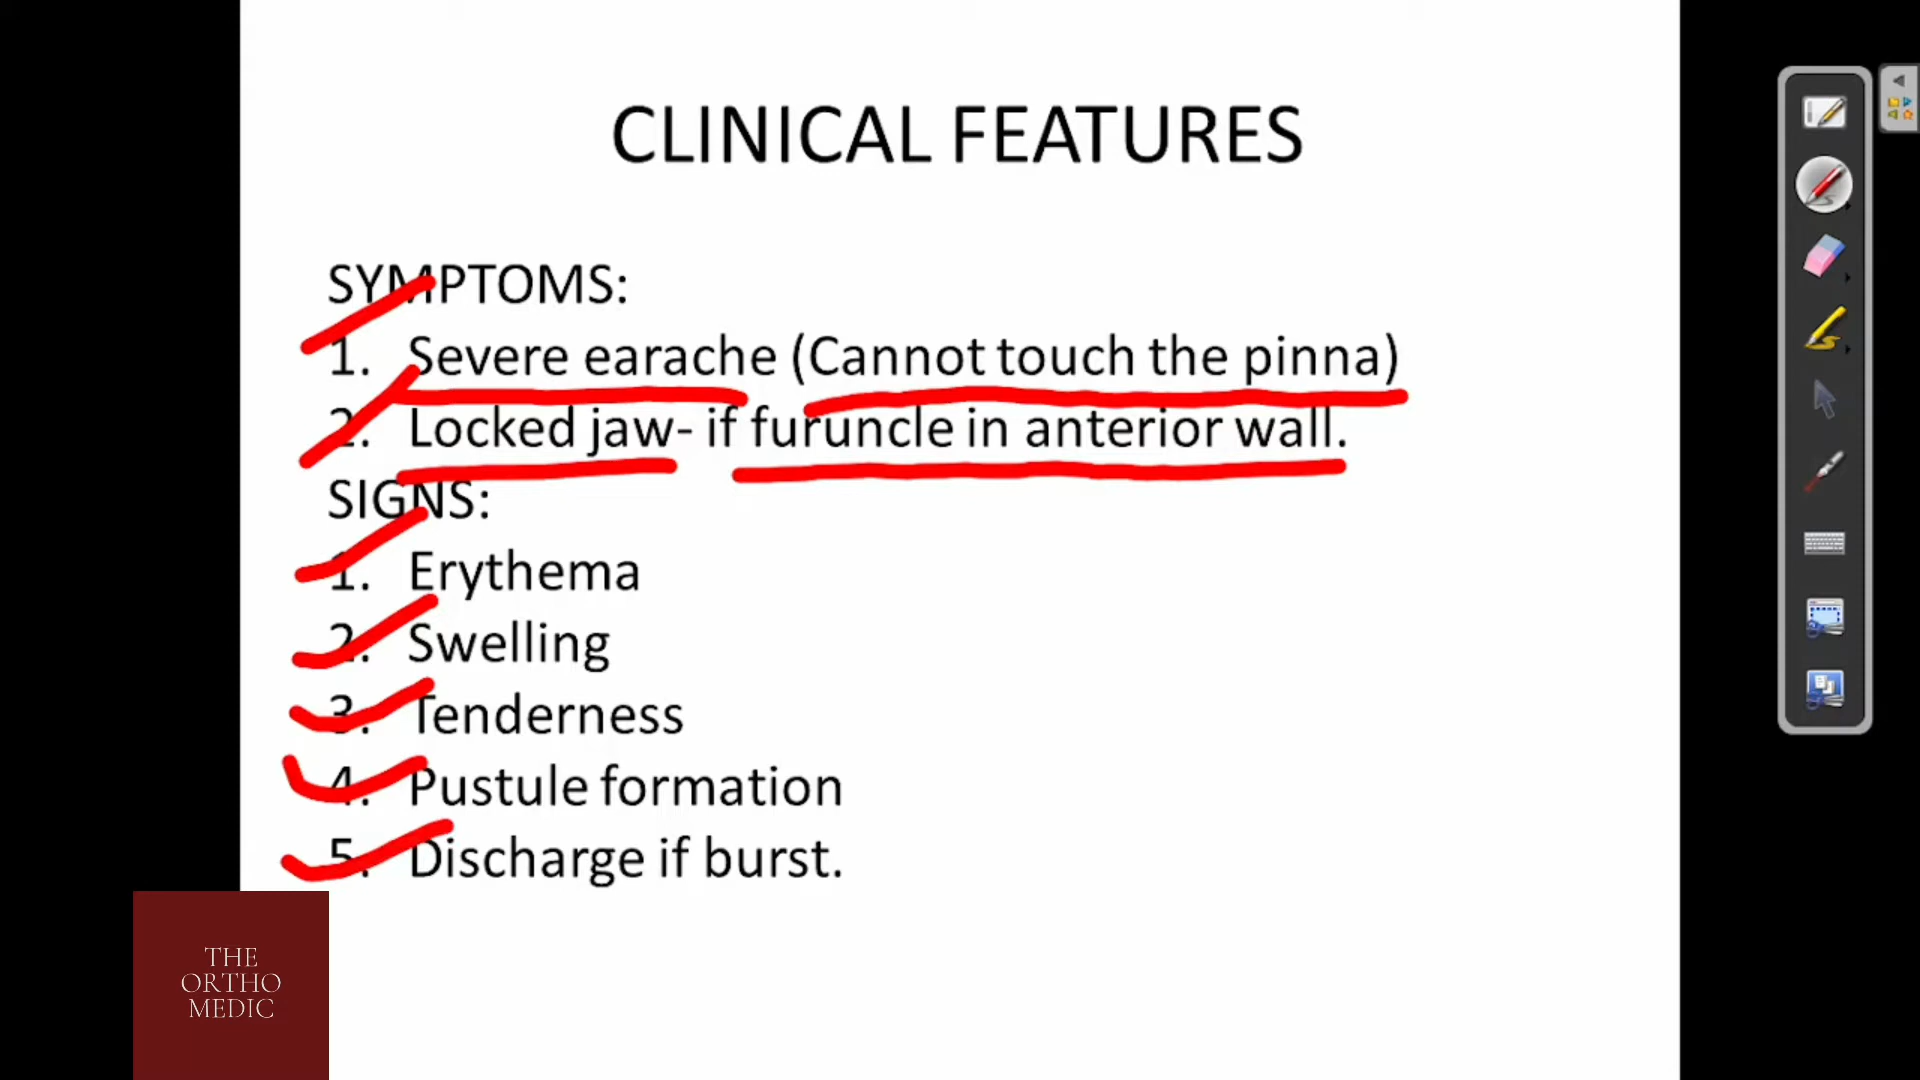 CLINICAL FEATURES
SYMPTOMS:
1. Severe earache (Cannot touch the pinna)
2. Locked jaw- if furuncle in anterior wall.
SIGNS:
1. Erythema
2. Swelling
3. Tenderness
4. Pustule formation
5. Discharge if burst.
THE
ORTHO
MEDIC